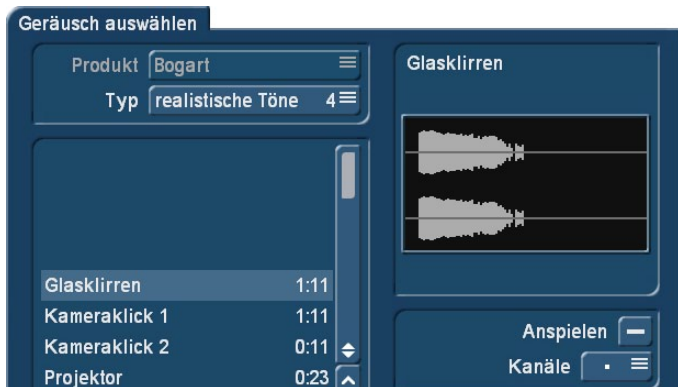 Geräusch auswählen
Produkt Bogart
Typ realistische Töne 4
Glasklirren 1:11
Kameraklick 1 1:11
Kameraklick 2 0:11
Projektor 0:23
Glasklirren
Anspielen
Kanäle